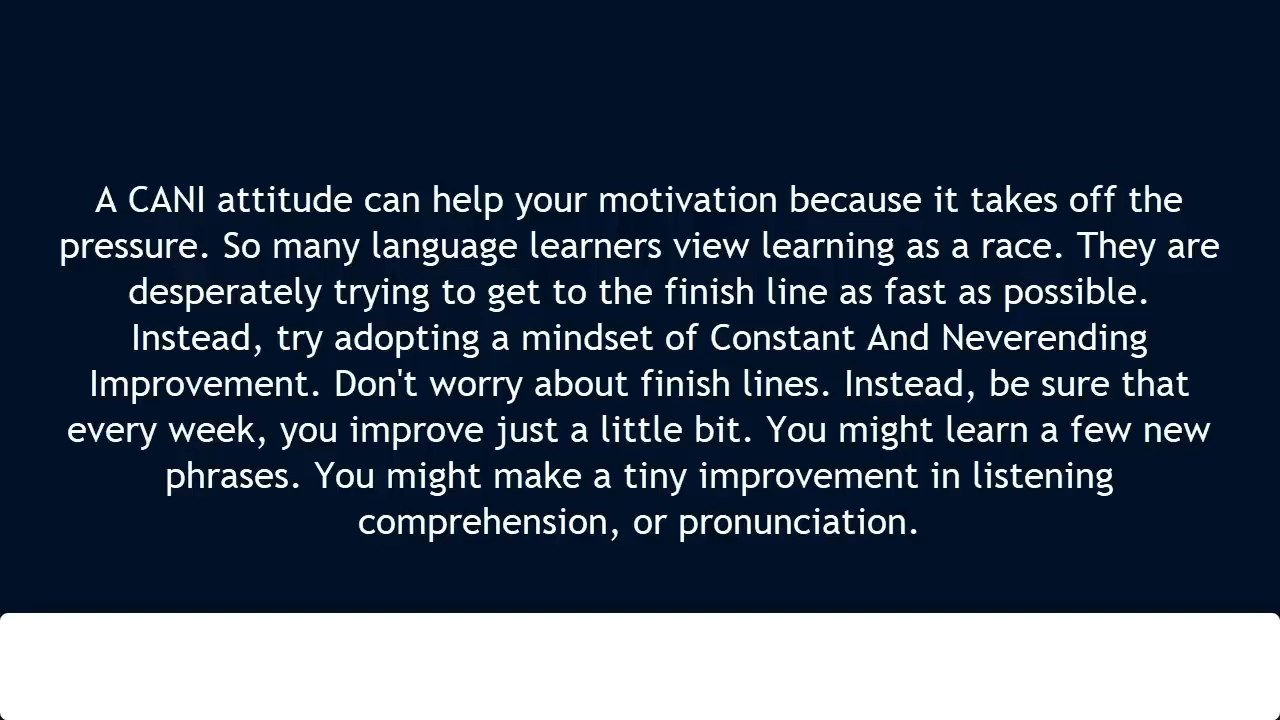 A CANI attitude can help your motivation because it takes off the
pressure. So many language learners view learning as a race. They are
desperately trying to get to the finish line as fast as possible.
Instead, try adopting a mindset of Constant And Neverending
Improvement. Don't worry about finish lines. Instead, be sure that
every week, you improve just a little bit. You might learn a few new
phrases. You might make a tiny improvement in listening
comprehension, or pronunciation.